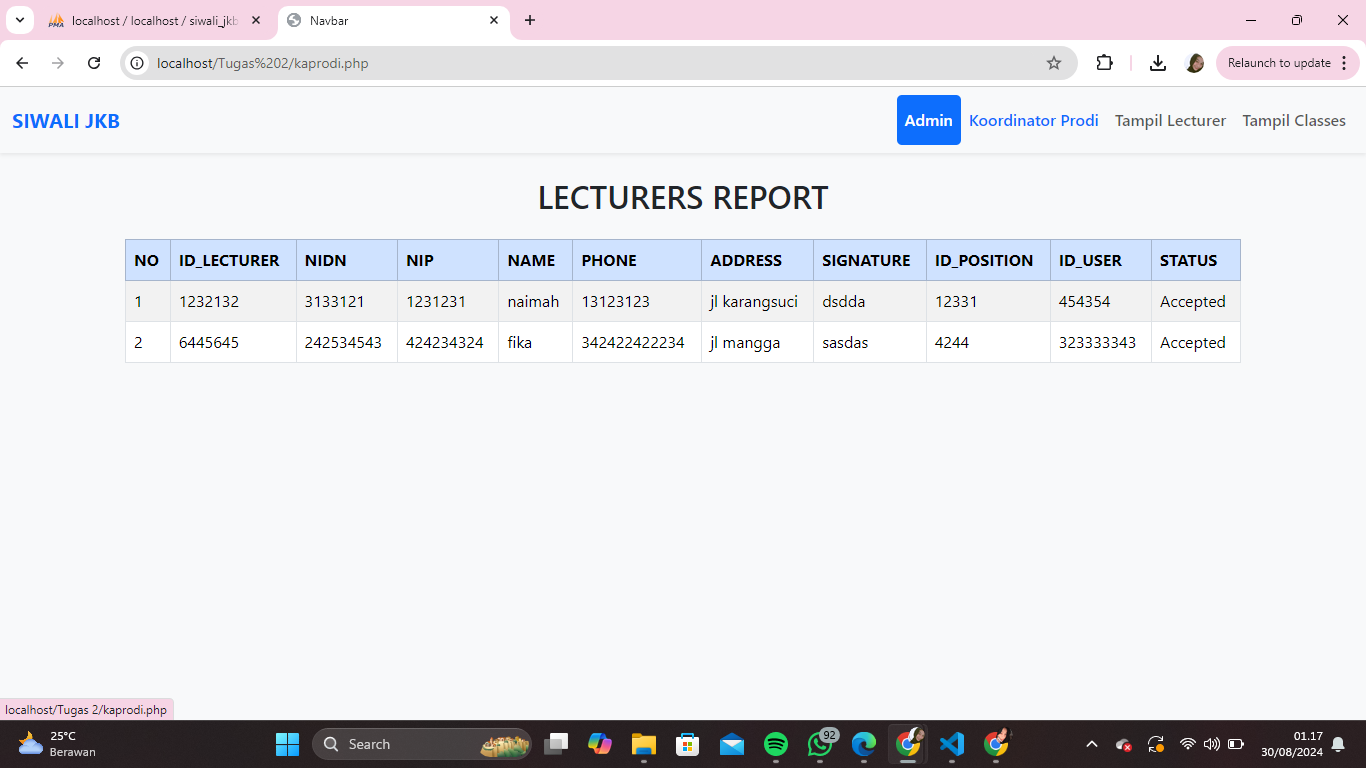 localhost / localhost / siwali_jkb
Navbar
localhost/Tugas%202/kaprodi.php
Relaunch to update
SIWALI JKB
Admin
Koordinator Prodi
Tampil Lecturer
Tampil Classes
LECTURERS REPORT
NO ID_LECTURER NIDN NIP NAME PHONE ADDRESS SIGNATURE ID_POSITION ID_USER STATUS
1 1232132 3133121 1231231 naimah 13123123 jl karangsuci dsdda 12331 454354 Accepted
2 6445645 242534543 424234324 fika 342422422234 jl mangga sasdas 4244 323333343 Accepted
localhost/Tugas 2/kaprodi.php
25°C
Berawan
Search
92
01.17
30/08/2024